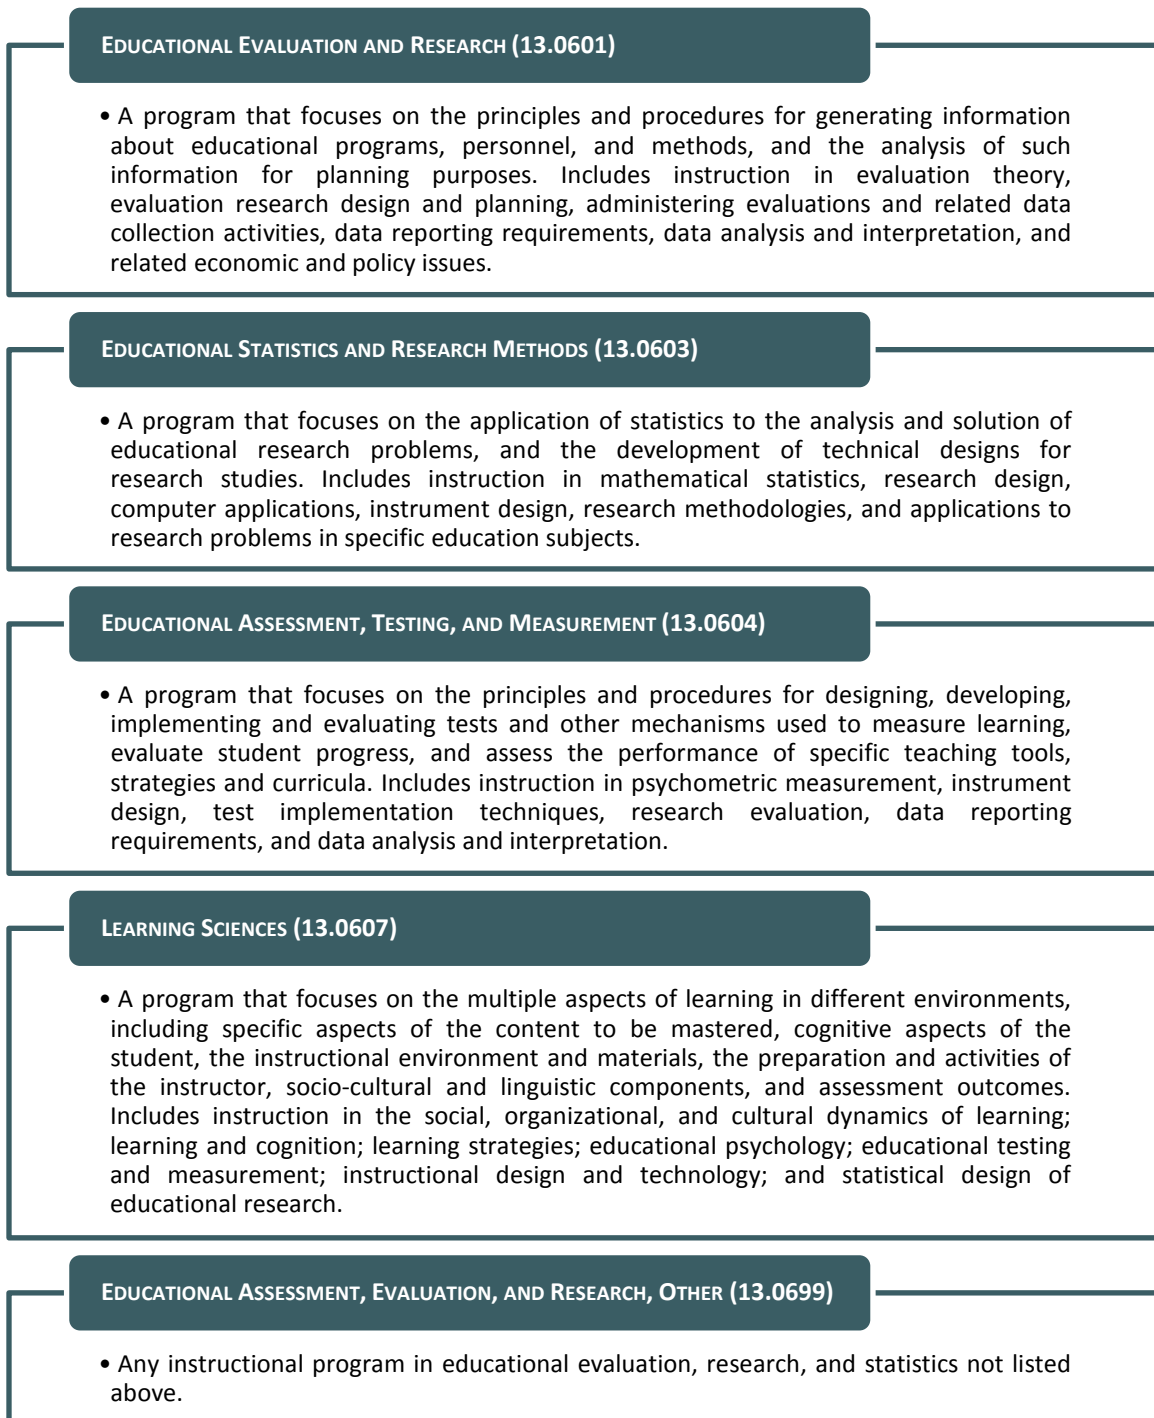 EDUCATIONAL EVALUATION AND RESEARCH (13.0601)
• A program that focuses on the principles and procedures for generating information
about educational programs, personnel, and methods, and the analysis of such
information for planning purposes. Includes instruction in evaluation theory,
evaluation research design and planning, administering evaluations and related data
collection activities, data reporting requirements, data analysis and interpretation, and
related economic and policy issues.
EDUCATIONAL STATISTICS AND RESEARCH METHODS (13.0603)
• A program that focuses on the application of statistics to the analysis and solution of
educational research problems, and the development of technical designs for
research studies. Includes instruction in mathematical statistics, research design,
computer applications, instrument design, research methodologies, and applications to
research problems in specific education subjects.
EDUCATIONAL ASSESSMENT, TESTING, AND MEASUREMENT (13.0604)
• A program that focuses on the principles and procedures for designing, developing,
implementing and evaluating tests and other mechanisms used to measure learning,
evaluate student progress, and assess the performance of specific teaching tools,
strategies and curricula. Includes instruction in psychometric measurement, instrument
design, test implementation techniques, research evaluation, data reporting
requirements, and data analysis and interpretation.
LEARNING SCIENCES (13.0607)
• A program that focuses on the multiple aspects of learning in different environments,
including specific aspects of the content to be mastered, cognitive aspects of the
student, the instructional environment and materials, the preparation and activities of
the instructor, socio-cultural and linguistic components, and assessment outcomes.
Includes instruction in the social, organizational, and cultural dynamics of learning;
learning and cognition; learning strategies; educational psychology; educational testing
and measurement; instructional design and technology; and statistical design of
educational research.
EDUCATIONAL ASSESSMENT, EVALUATION, AND RESEARCH, OTHER (13.0699)
• Any instructional program in educational evaluation, research, and statistics not listed
above.